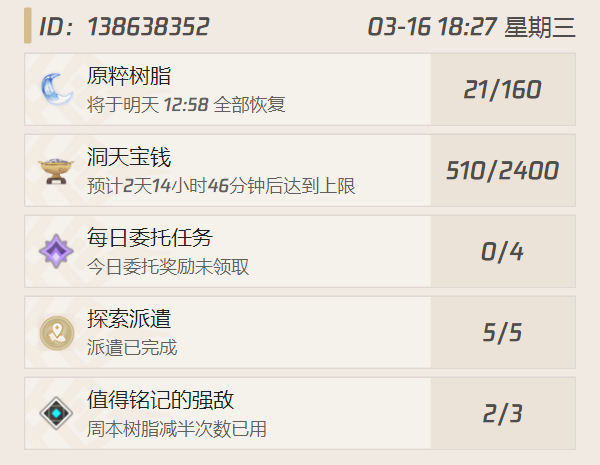 ID: 138638352 03-16 18:27 星期三
原粹树脂
将于明天 12:58 全部恢复
21/160
洞天宝钱
预计2天14小时46分钟后达到上限
510/2400
每日委托任务
今日委托奖励未领取
0/4
探索派遣
派遣已完成
5/5
值得铭记的强敌
周本树脂减半次数已用
2/3